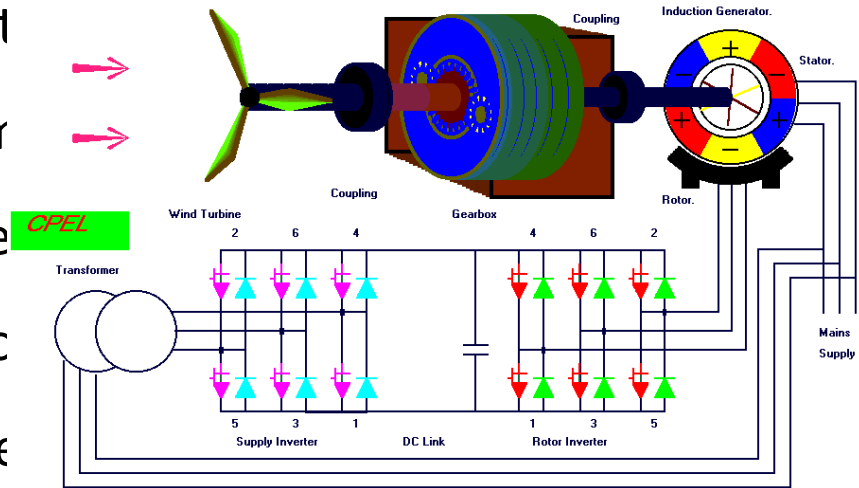 Coupling
Induction Generator.
Stator.
+
−
−
+
+
−
Coupling
Rotor.
CPEL
Wind Turbine
Gearbox
2 6 4
4 6 2
Transformer
Mains
Supply
5 3 1
1 3 5
Supply Inverter
DC Link
Rotor Inverter